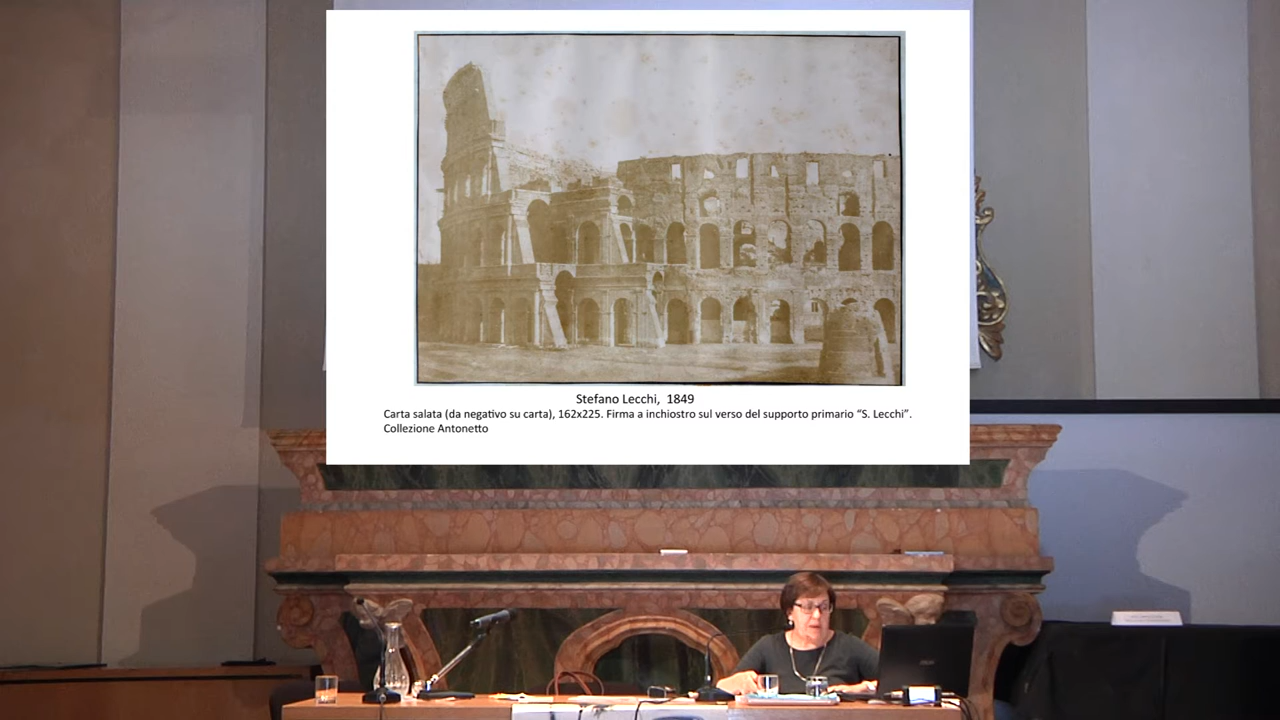 Stefano Lecchi, 1849
Carta salata (da negativo su carta), 162x225. Firma a inchiostro sul verso del supporto primario “S. Lecchi”.
Collezione Antonetto